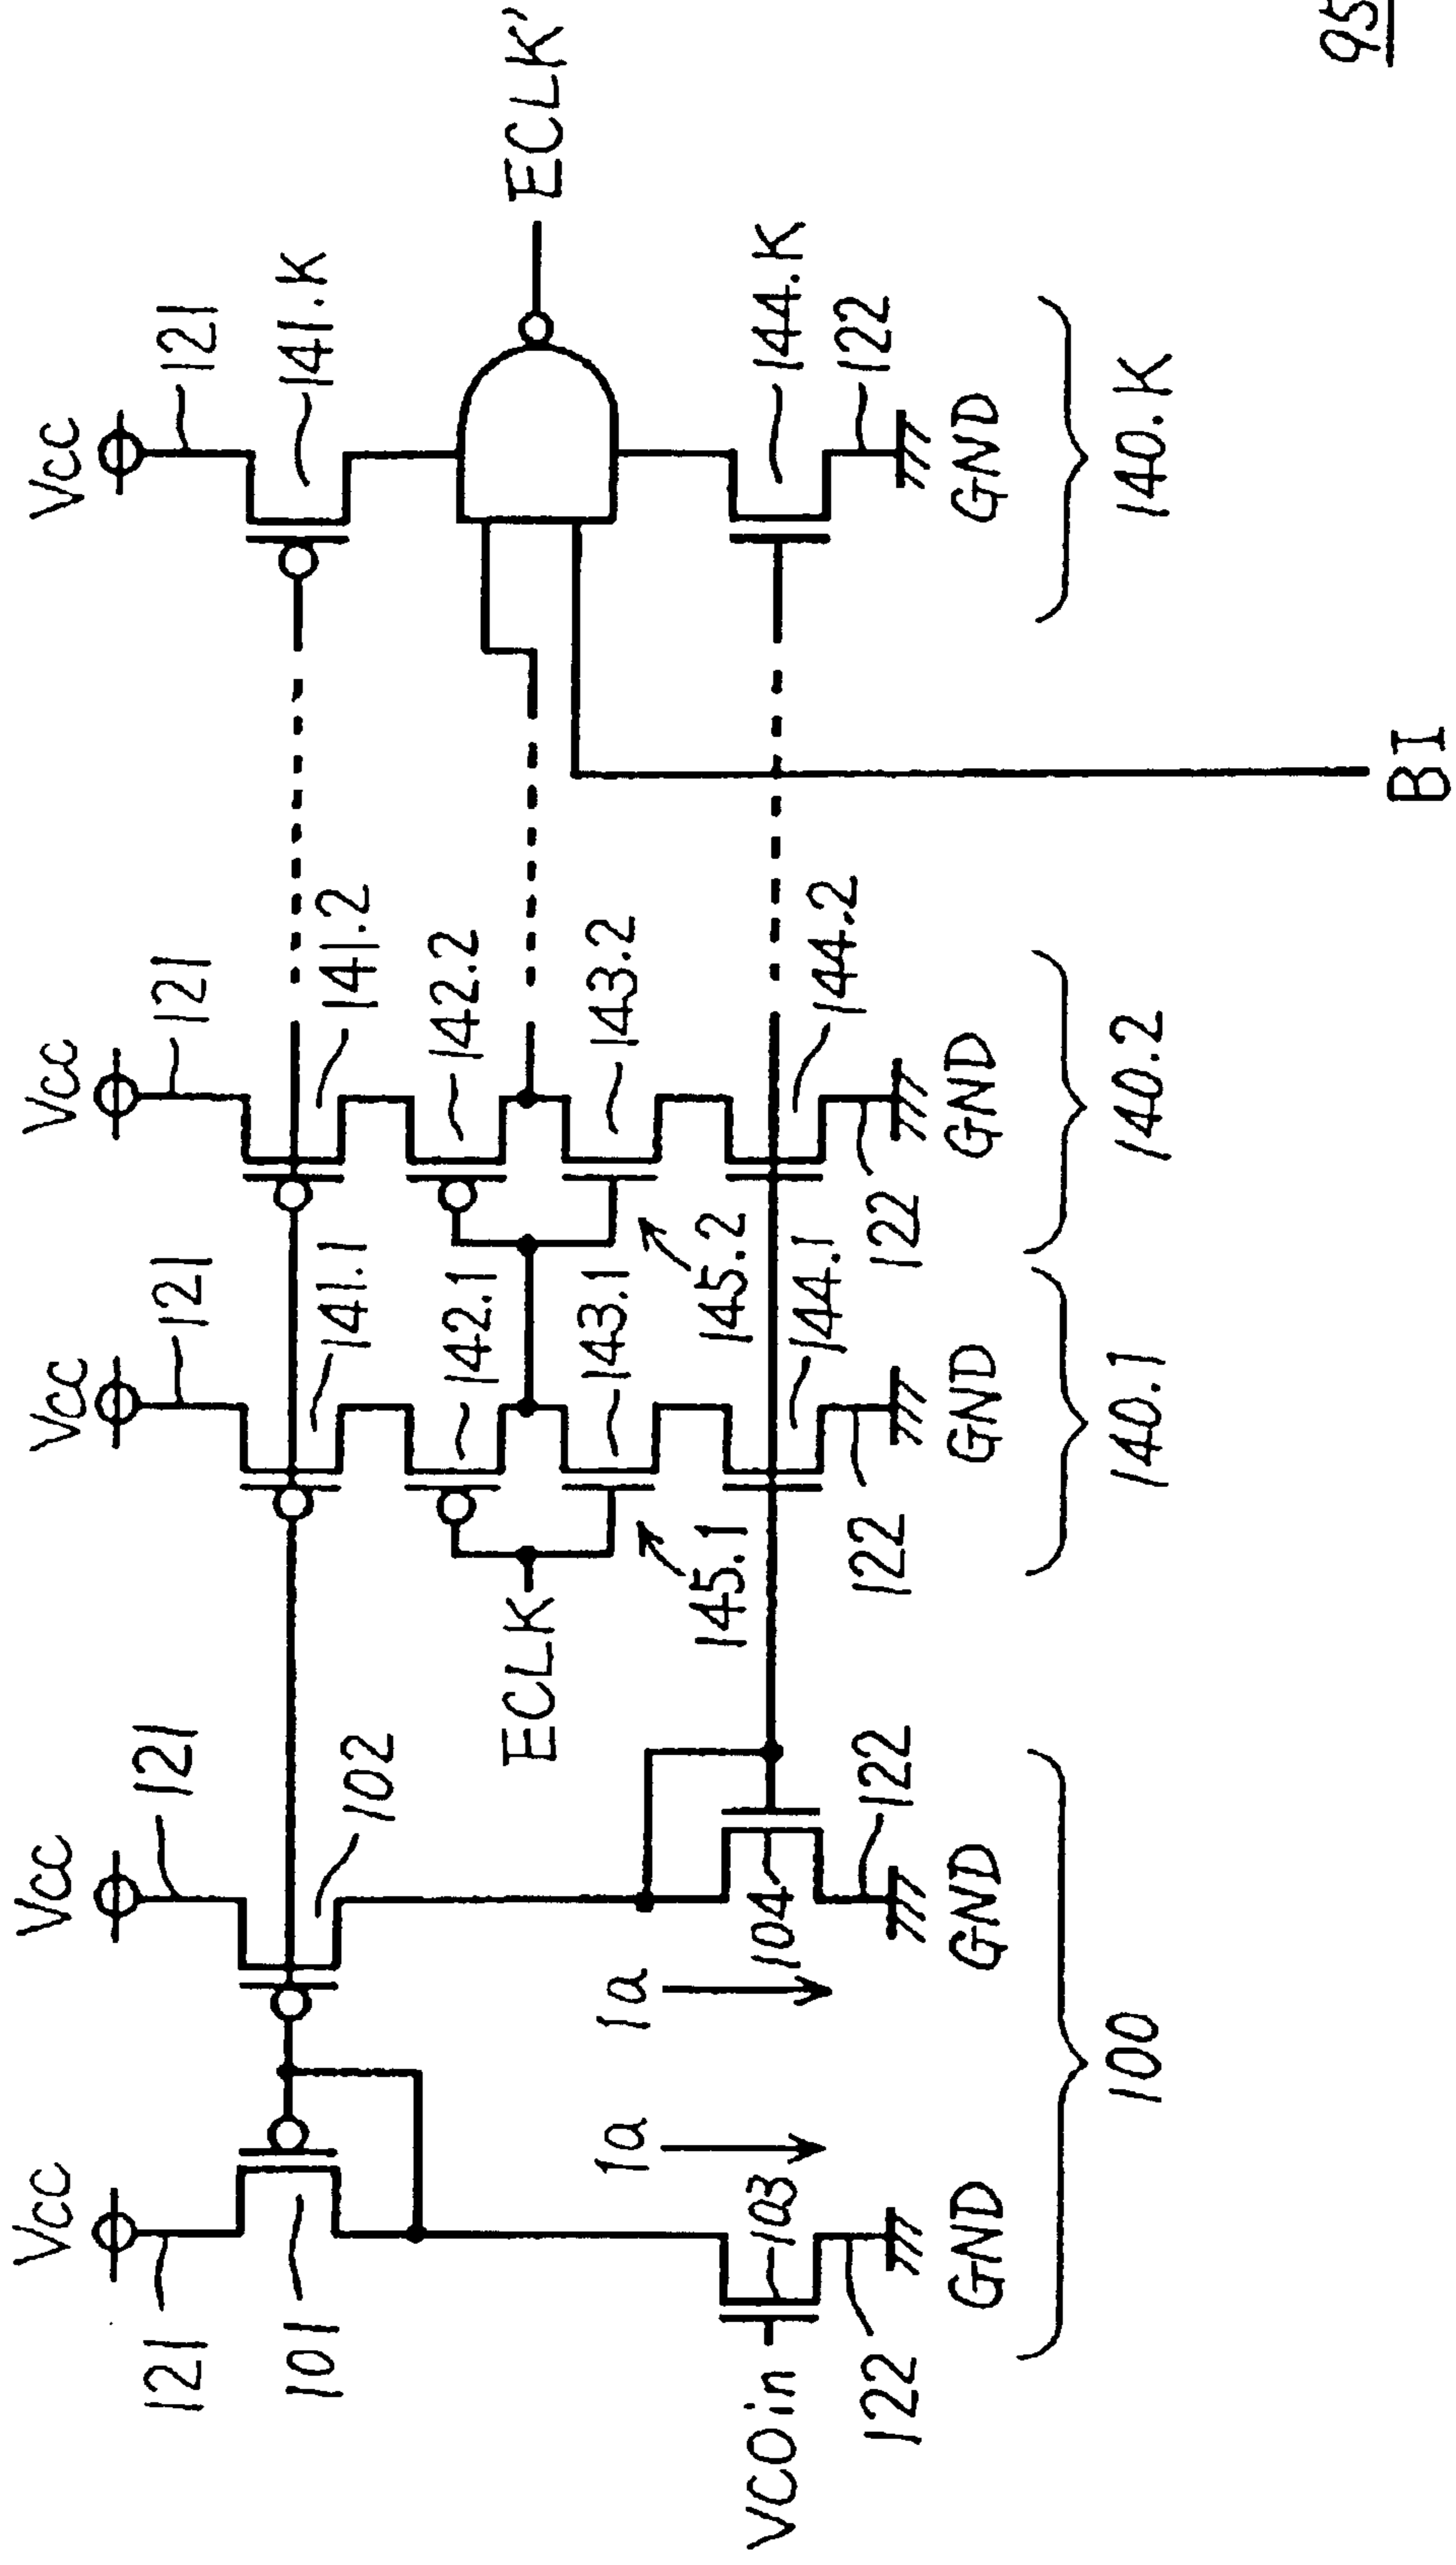 Vcc
Vcc
Vcc
Vcc
Vcc
121
121
121
121
121
101
102
141.1
141.2
141.K
142.1
142.2
ECLK
ECLK'
143.1
143.2
1a
1a
145.1
145.2
VCOin
103
104
144.1
144.2
144.K
122
122
122
122
122
GND
GND
GND
GND
GND
100
140.1
140.2
140.K
BI
95